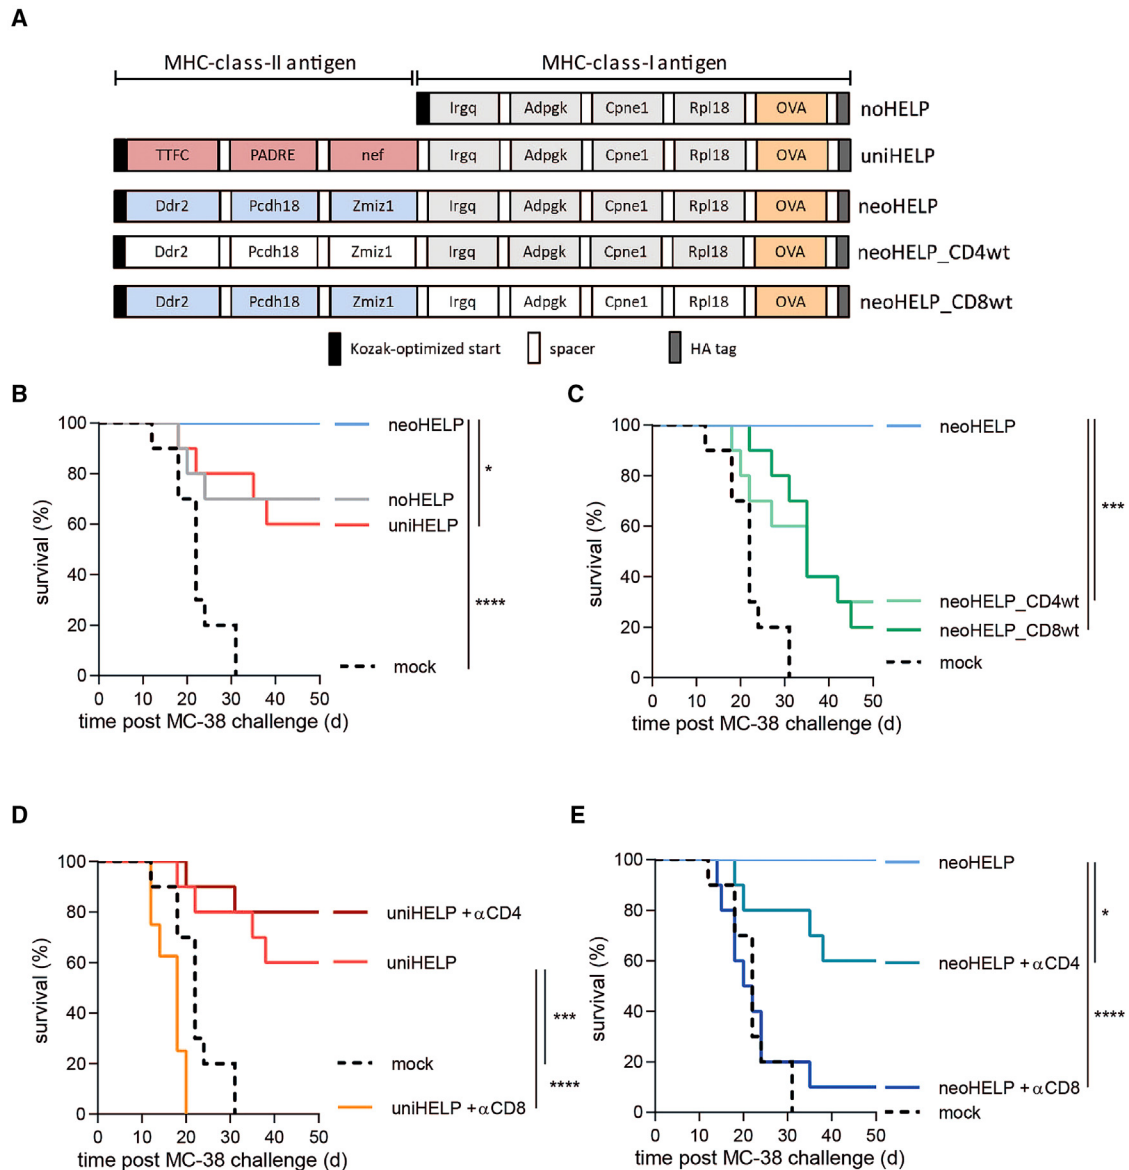 A
MHC-class-II antigen MHC-class-I antigen
Irgq Adpgk Cpne1 Rpl18 OVA noHELP
TTFC PADRE nef Irgq Adpgk Cpne1 Rpl18 OVA uniHELP
Ddr2 Pcdh18 Zmiz1 Irgq Adpgk Cpne1 Rpl18 OVA neoHELP
Ddr2 Pcdh18 Zmiz1 Irgq Adpgk Cpne1 Rpl18 OVA neoHELP_CD4wt
Ddr2 Pcdh18 Zmiz1 Irgq Adpgk Cpne1 Rpl18 OVA neoHELP_CD8wt
Kozak-optimized start spacer HA tag
B
survival (%)
100
80
60
40
20
0
0 10 20 30 40 50
time post MC-38 challenge (d)
neoHELP
noHELP
uniHELP
mock
*
****
C
survival (%)
100
80
60
40
20
0
0 10 20 30 40 50
time post MC-38 challenge (d)
neoHELP
neoHELP_CD4wt
neoHELP_CD8wt
mock
***
D
survival (%)
100
80
60
40
20
0
0 10 20 30 40 50
time post MC-38 challenge (d)
uniHELP +αCD4
uniHELP
mock
uniHELP +αCD8
***
****
E
survival (%)
100
80
60
40
20
0
0 10 20 30 40 50
time post MC-38 challenge (d)
neoHELP
neoHELP +αCD4
neoHELP +αCD8
mock
*
****